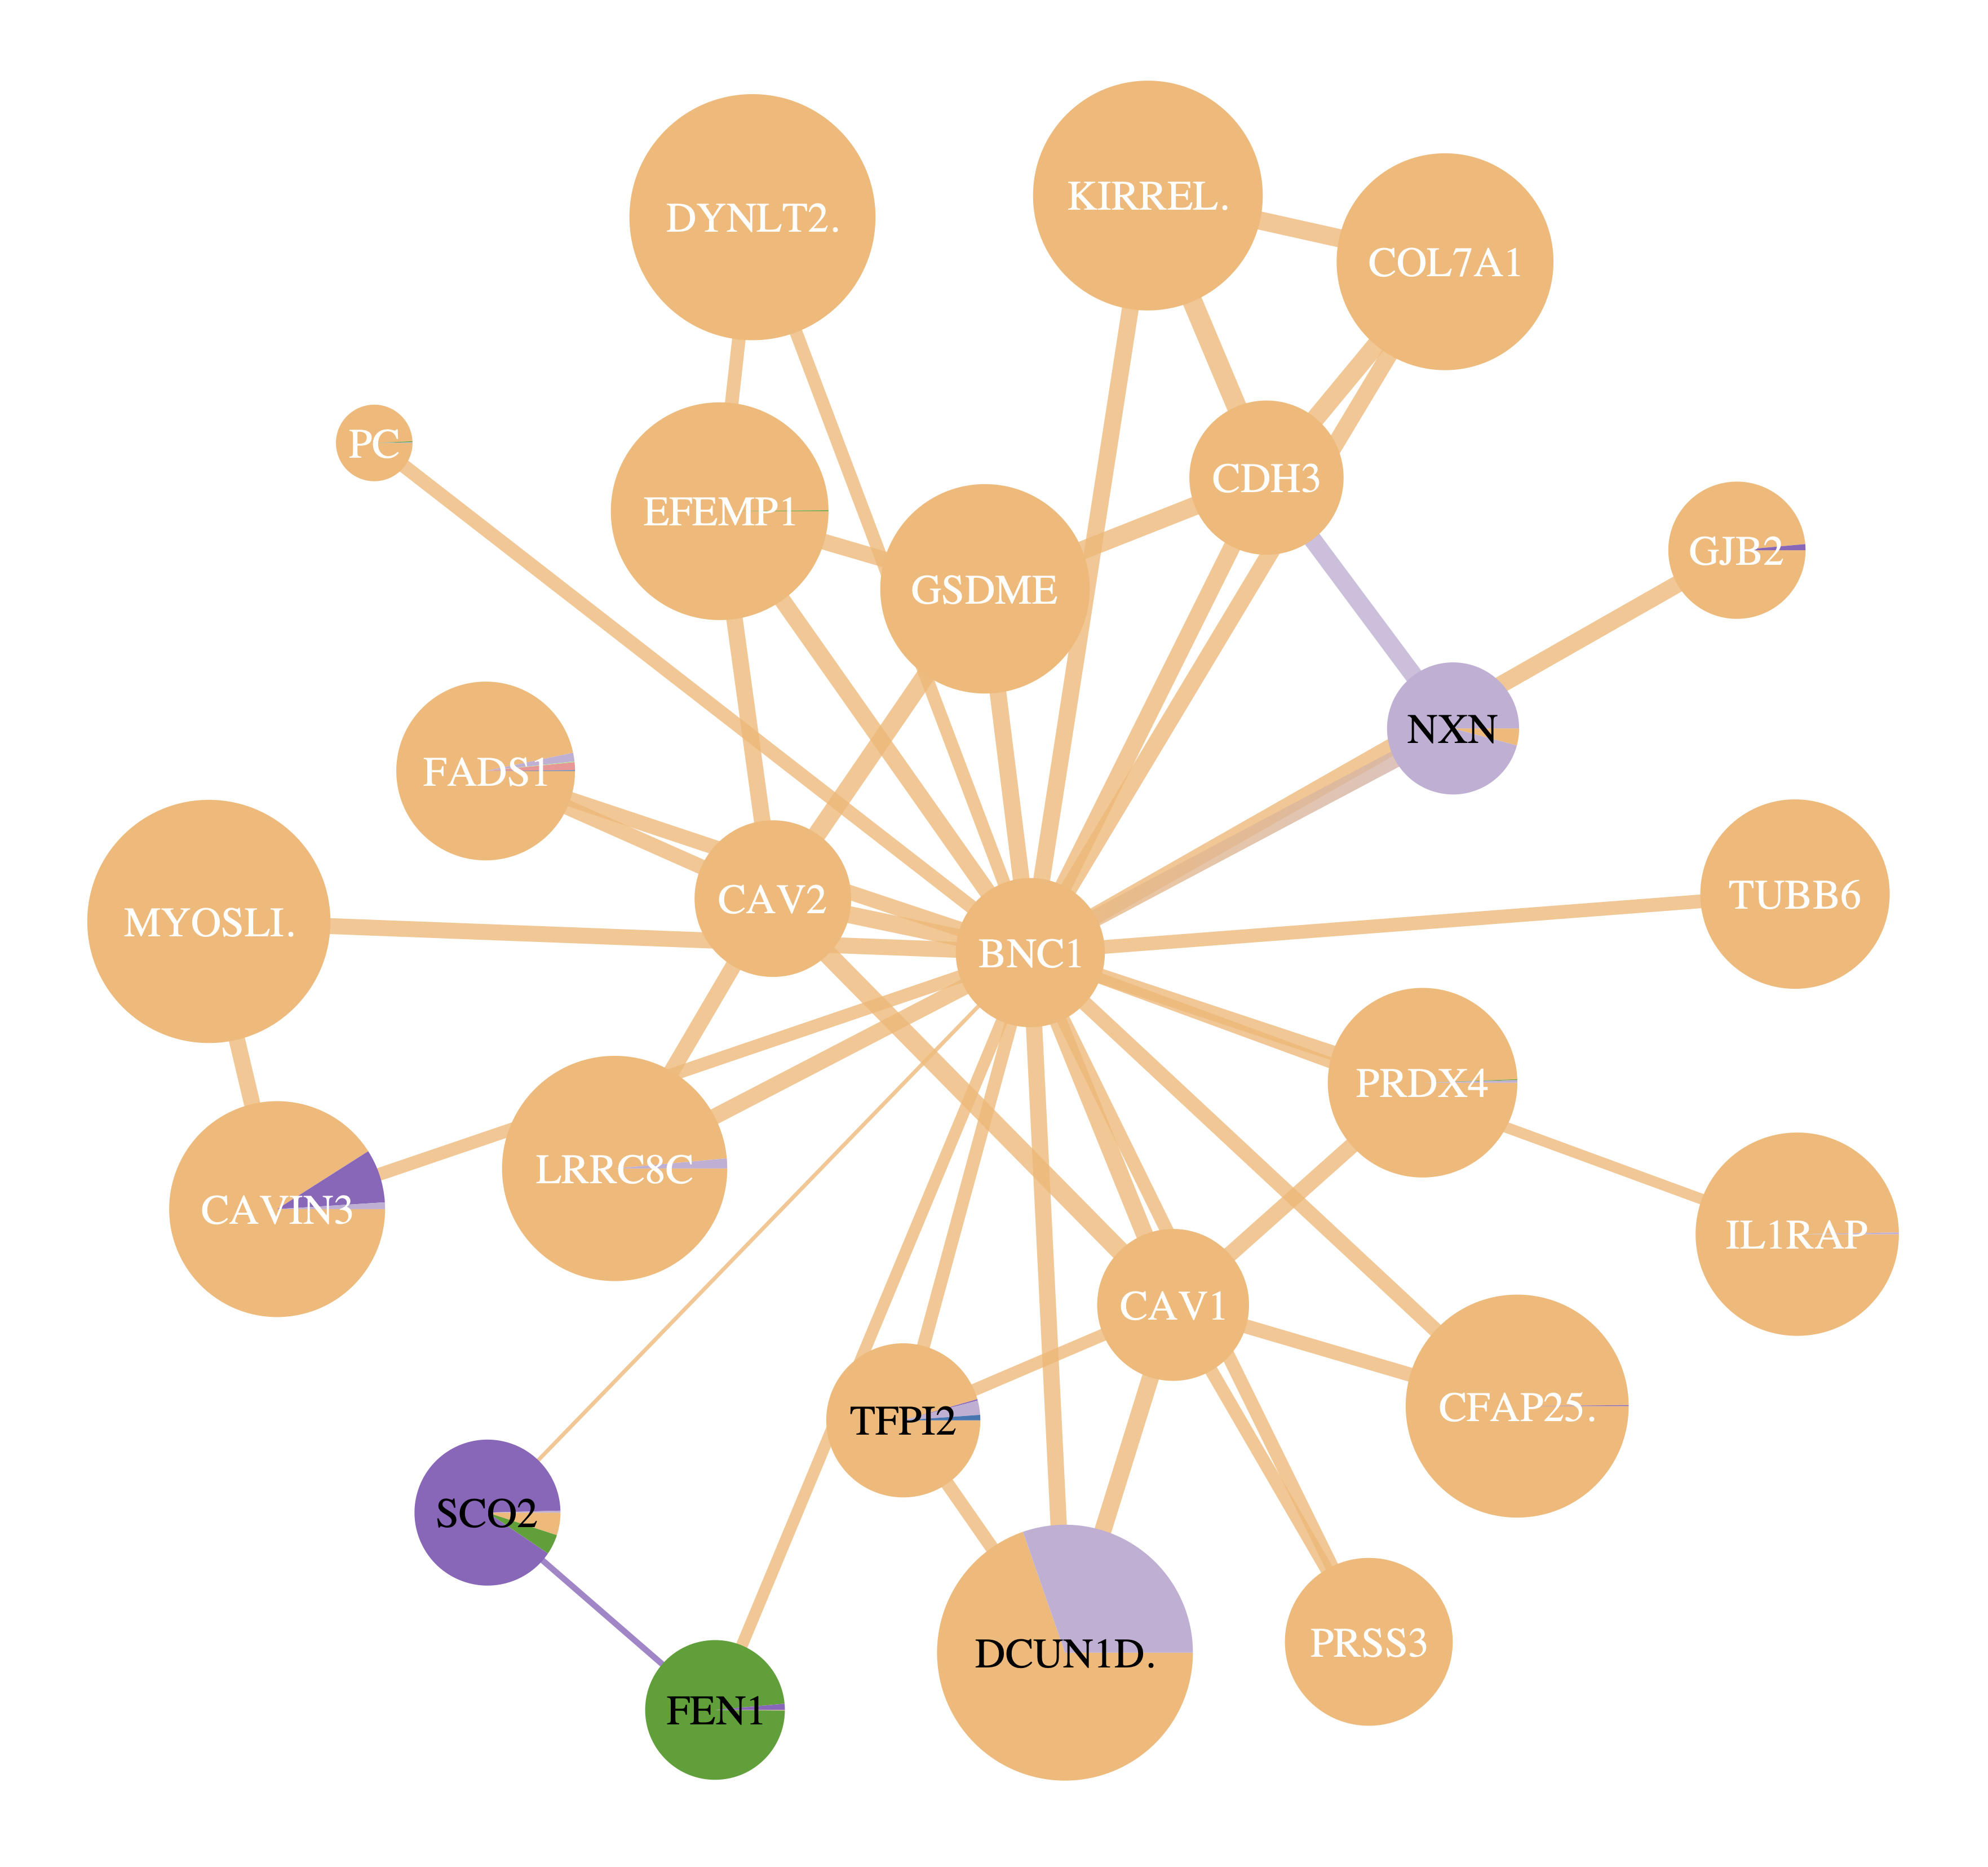 KIRREL.
DYNLT2.
COL7A1
PC
CDH3
EFEMP1
GJB2
GSDME
NXN
FADS1
TUBB6
CAV2
MYOSLI.
BNC1
PRDX4
LRRC8C
CAVIN3
IL1RAP
CAV1
CFAP25.
TFPI2
SCO2
PRSS3
DCUN1D.
FEN1